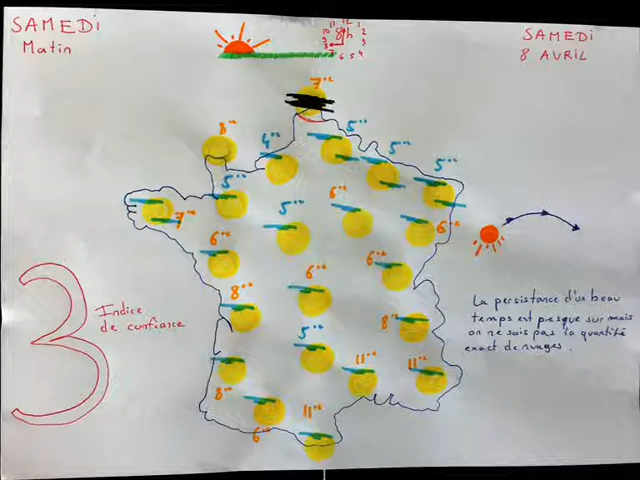 SAMEDI
Matin
8h
SAMEDI
8 AVRIL
7°C
8°C
4°C
5°C
5°C
5°C
5°C
7°C
5°C
6°C
6°C
6°C
6°C
6°C
8°C
8°C
5°C
11°C
11°C
8°C
6°C
11°C
3
Indice
de confiance
La persistance d'un beau
temps est presque sur mais
on ne sais pas la quantité
exact de nuages.